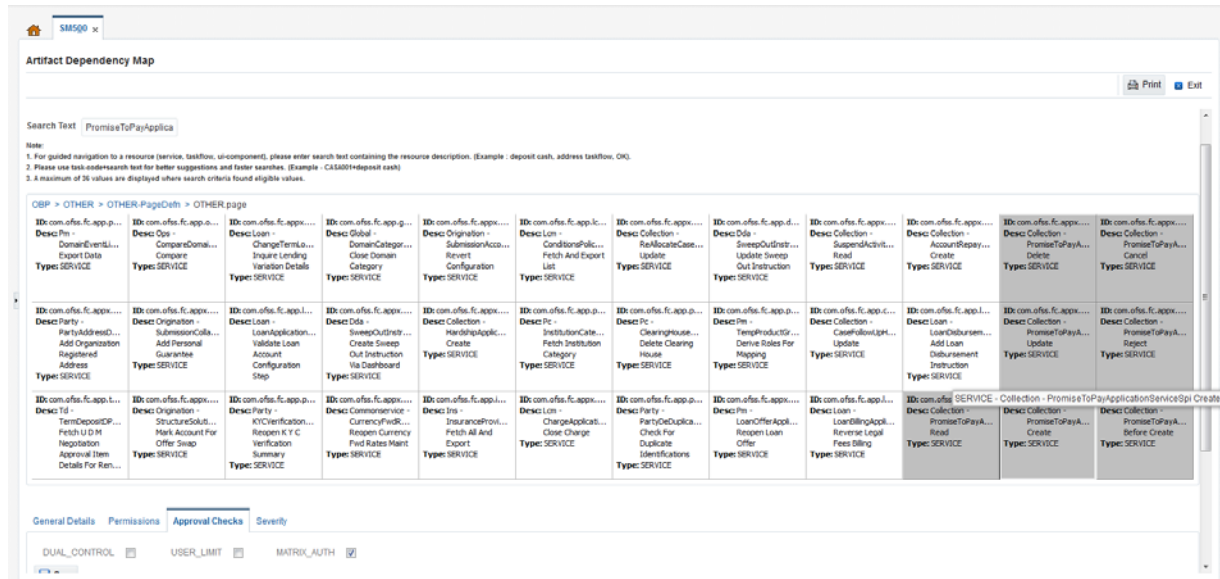 SM500 x
Artifact Dependency Map
Print Exit
Search Text PromiseToPayApplica
Note:
1. For guided navigation to a resource (service, taskflow, ui-component), please enter search text containing the resource description. (Example : deposit cash, address taskflow, OK).
2. Please use task-code+search text for better suggestions and faster searches. (Example - CASA001+deposit cash)
3. A maximum of 36 values are displayed where search criteria found eligible values.
OBP > OTHER > OTHER-PageDefn > OTHER.page
ID: com.ofss.fc.app.p...
Desc: Pm -
DomainEventLi...
Export Data
Type: SERVICE
ID: com.ofss.fc.app.o...
Desc: Ops -
CompareDomai...
Compare
Type: SERVICE
ID: com.ofss.fc.appx....
Desc: Loan -
ChangeTermLo...
Inquire Lending
Variation Details
Type: SERVICE
ID: com.ofss.fc.app.g...
Desc: Global -
DomainCategor...
Close Domain
Category
Type: SERVICE
ID: com.ofss.fc.appx....
Desc: Origination -
SubmissionAcco...
Revert
Configuration
Type: SERVICE
ID: com.ofss.fc.app.lc...
Desc: Lcm -
ConditionsPolic...
Fetch And Export
List
Type: SERVICE
ID: com.ofss.fc.appx....
Desc: Collection -
ReAllocateCase...
Update
Type: SERVICE
ID: com.ofss.fc.app.d...
Desc: Dda -
SweepOutInstr...
Update Sweep
Out Instruction
Type: SERVICE
ID: com.ofss.fc.appx....
Desc: Collection -
SuspendActivit...
Read
Type: SERVICE
ID: com.ofss.fc.appx....
Desc: Collection -
AccountRepay...
Create
Type: SERVICE
ID: com.ofss.fc.appx....
Desc: Collection -
PromiseToPayA...
Delete
Type: SERVICE
ID: com.ofss.fc.appx....
Desc: Collection -
PromiseToPayA...
Cancel
Type: SERVICE
ID: com.ofss.fc.appx....
Desc: Party -
PartyAddressD...
Add Organization
Registered
Address
Type: SERVICE
ID: com.ofss.fc.appx....
Desc: Origination -
SubmissionColla...
Add Personal
Guarantee
Type: SERVICE
ID: com.ofss.fc.app.l...
Desc: Loan -
LoanApplication...
Validate Loan
Account
Configuration
Step
Type: SERVICE
ID: com.ofss.fc.appx....
Desc: Dda -
SweepOutInstr...
Create Sweep
Out Instruction
Via Dashboard
Type: SERVICE
ID: com.ofss.fc.appx....
Desc: Collection -
HardshipApplic...
Create
Type: SERVICE
ID: com.ofss.fc.app.p...
Desc: Pc -
InstitutionCate...
Fetch Institution
Category
Type: SERVICE
ID: com.ofss.fc.app.p...
Desc: Pc -
ClearingHouse...
Delete Clearing
House
Type: SERVICE
ID: com.ofss.fc.app.p...
Desc: Pm -
TempProductGr...
Derive Roles For
Mapping
Type: SERVICE
ID: com.ofss.fc.app.c...
Desc: Collection -
CaseFollowUpH...
Update
Type: SERVICE
ID: com.ofss.fc.app.l...
Desc: Loan -
LoanDisbursem...
Add Loan
Disbursement
Instruction
Type: SERVICE
ID: com.ofss.fc.appx....
Desc: Collection -
PromiseToPayA...
Update
Type: SERVICE
ID: com.ofss.fc.appx....
Desc: Collection -
PromiseToPayA...
Reject
Type: SERVICE
ID: com.ofss.fc.app.t...
Desc: Td -
TermDepositDP...
Fetch U D M
Negotiation
Approval Item
Details For Ren...
ID: com.ofss.fc.appx....
Desc: Origination -
StructureSoluti...
Mark Account For
Offer Swap
Type: SERVICE
ID: com.ofss.fc.app.p...
Desc: Party -
KYCVerification...
Reopen K Y C
Verification
Summary
Type: SERVICE
ID: com.ofss.fc.appx....
Desc: Commonservice -
CurrencyFwdR...
Reopen Currency
Fwd Rates Maint
Type: SERVICE
ID: com.ofss.fc.app.i...
Desc: Ins -
InsuranceProvi...
Fetch All And
Export
Type: SERVICE
ID: com.ofss.fc.appx....
Desc: Lcm -
ChargeApplicati...
Close Charge
Type: SERVICE
ID: com.ofss.fc.app.p...
Desc: Party -
PartyDeDuplica...
Check For
Duplicate
Identifications
Type: SERVICE
ID: com.ofss.fc.appx....
Desc: Pm -
LoanOfferAppli...
Reopen Loan
Offer
Type: SERVICE
ID: com.ofss.fc.app.l...
Desc: Loan -
LoanBillingAppl...
Reverse Legal
Fees Billing
Type: SERVICE
ID: com.ofss
SERVICE - Collection - PromiseToPayApplicationServiceSpi Create
Desc: Collection -
PromiseToPayA...
Read
Type: SERVICE
Desc: Collection -
PromiseToPayA...
Create
Type: SERVICE
Desc: Collection -
PromiseToPayA...
Before Create
Type: SERVICE
General Details Permissions Approval Checks Severity
DUAL_CONTROL USER_LIMIT MATRIX_AUTH